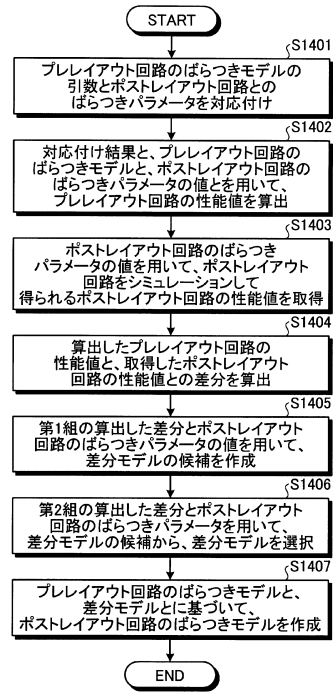 START
S1401
プレレイアウト回路のばらつきモデルの
引数とポストレイアウト回路との
ばらつきパラメータを対応付け
S1402
対応付け結果と、プレレイアウト回路の
ばらつきモデルと、ポストレイアウト回路の
ばらつきパラメータの値とを用いて、
プレレイアウト回路の性能値を算出
S1403
ポストレイアウト回路のばらつき
パラメータの値を用いて、ポストレイアウト
回路をシミュレーションして
得られるポストレイアウト回路の性能値を取得
S1404
算出したプレレイアウト回路の
性能値と、取得したポストレイアウト
回路の性能値との差分を算出
S1405
第1組の算出した差分とポストレイアウト
回路のばらつきパラメータの値を用いて、
差分モデルの候補を作成
S1406
第2組の算出した差分とポストレイアウト
回路のばらつきパラメータを用いて、
差分モデルの候補から、差分モデルを選択
S1407
プレレイアウト回路のばらつきモデルと、
差分モデルとに基づいて、
ポストレイアウト回路のばらつきモデルを作成
END